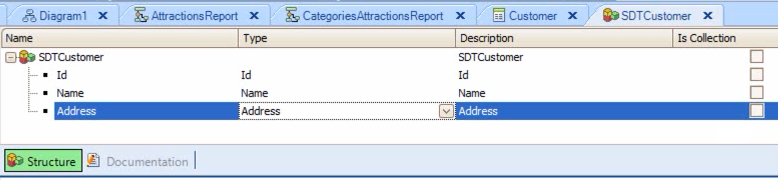 Diagram1 X AttractionsReport X CategoriesAttractionsReport X Customer X SDTCustomer X
Name Type Description Is Collection
SDTCustomer SDTCustomer
Id Id Id
Name Name Name
Address Address Address
Structure Documentation